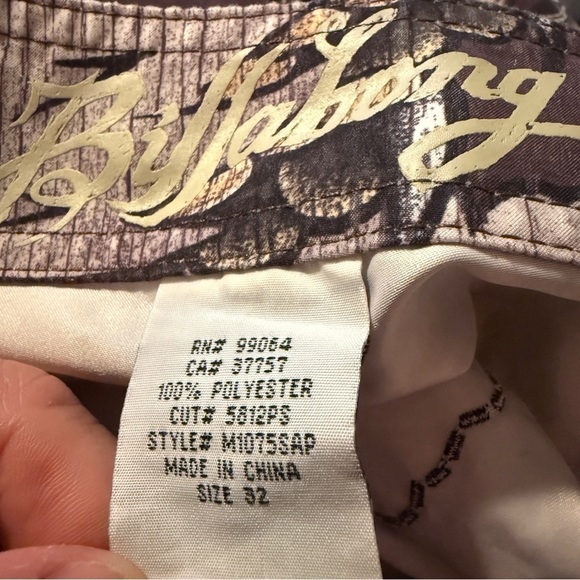 Billabong
RN# 99064
CA# 37757
100% POLYESTER
CUT# 5812PS
STYLE# M1075SAP
MADE IN CHINA
SIZE 32